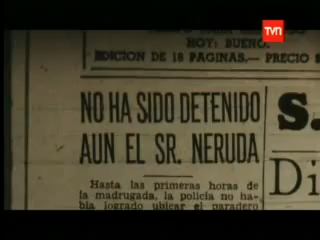 TVN
HOY: BUENO.
EDICION DE 18 PAGINAS.— PRECIO $
NO HA SIDO DETENIDO
AUN EL SR. NERUDA
S.
Di
Hasta las primeras horas de
la madrugada, la policía no ha-
bía logrado ubicar el paradero